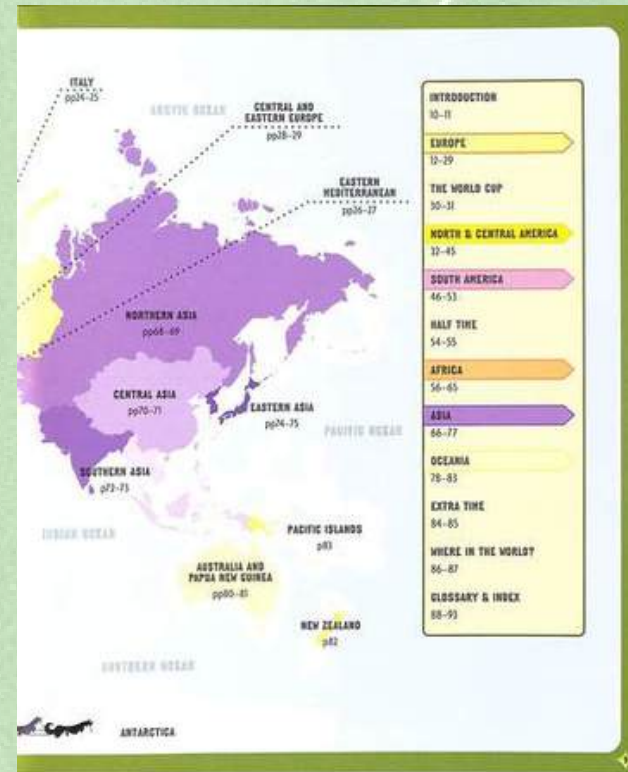 ITALY
pp24-25
ARCTIC OCEAN
CENTRAL AND
EASTERN EUROPE
pp28-29
EASTERN
MEDITERRANEAN
pp26-27
NORTHERN ASIA
pp68-69
CENTRAL ASIA
pp70-71
EASTERN ASIA
pp74-75
PACIFIC OCEAN
SOUTHERN ASIA
p72-73
INDIAN OCEAN
PACIFIC ISLANDS
p83
AUSTRALIA AND
PAPUA NEW GUINEA
pp80-81
NEW ZEALAND
p82
SOUTHERN OCEAN
ANTARCTICA
INTRODUCTION
10-11
EUROPE
12-29
THE WORLD CUP
30-31
NORTH & CENTRAL AMERICA
32-45
SOUTH AMERICA
46-53
HALF TIME
54-55
AFRICA
56-65
ASIA
66-77
OCEANIA
78-83
EXTRA TIME
84-85
WHERE IN THE WORLD?
86-87
GLOSSARY & INDEX
88-93